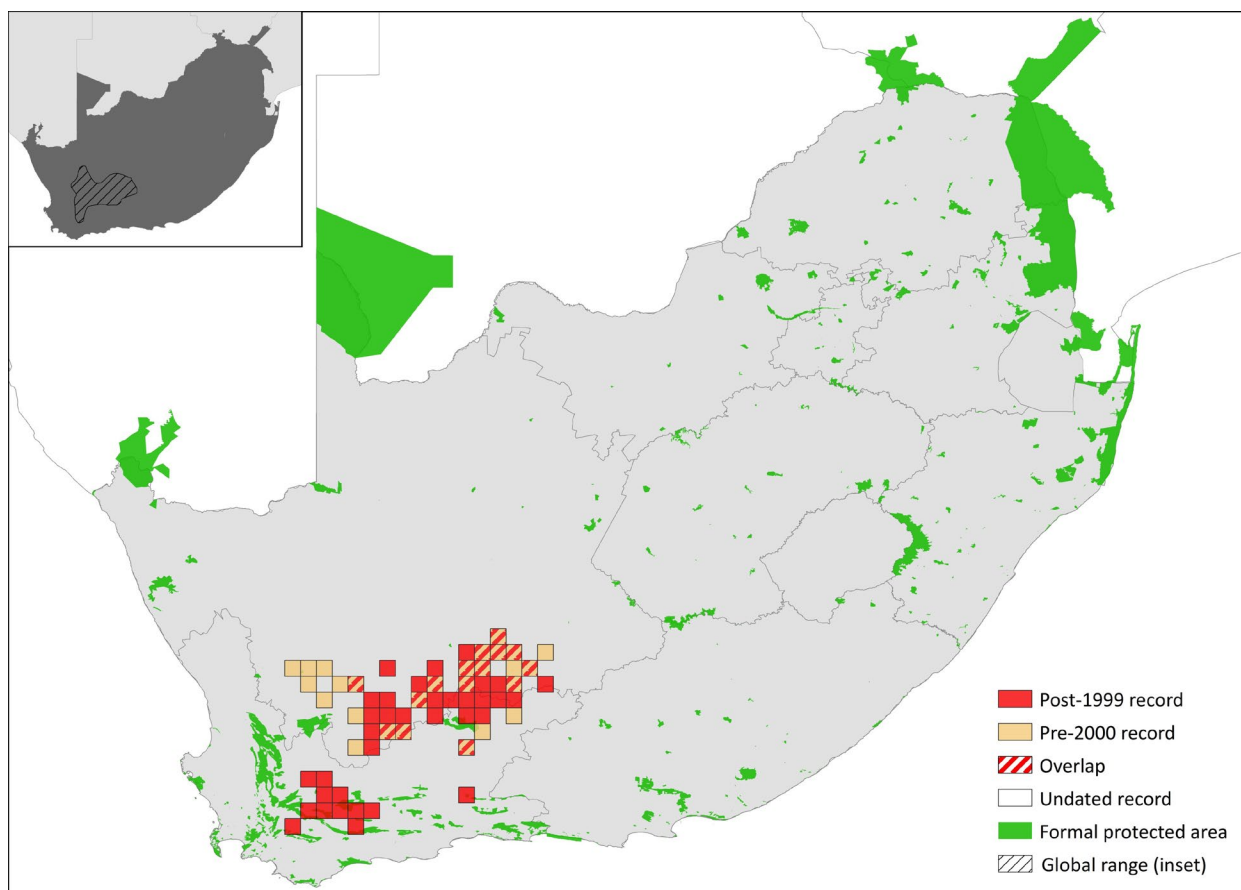 Post-1999 record
Pre-2000 record
Overlap
Undated record
Formal protected area
Global range (inset)